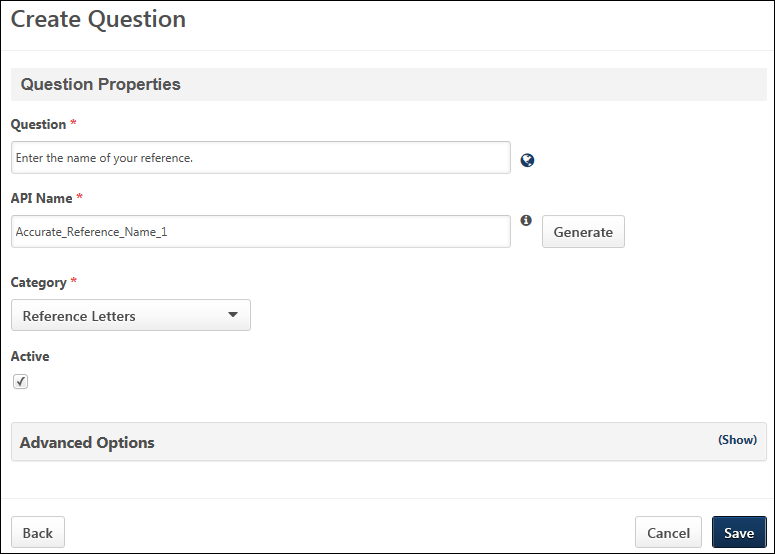 Create Question
Question Properties
Question *
Enter the name of your reference.
API Name *
Accurate_Reference_Name_1
Generate
Category *
Reference Letters
Active
Advanced Options
(Show)
Back
Cancel
Save